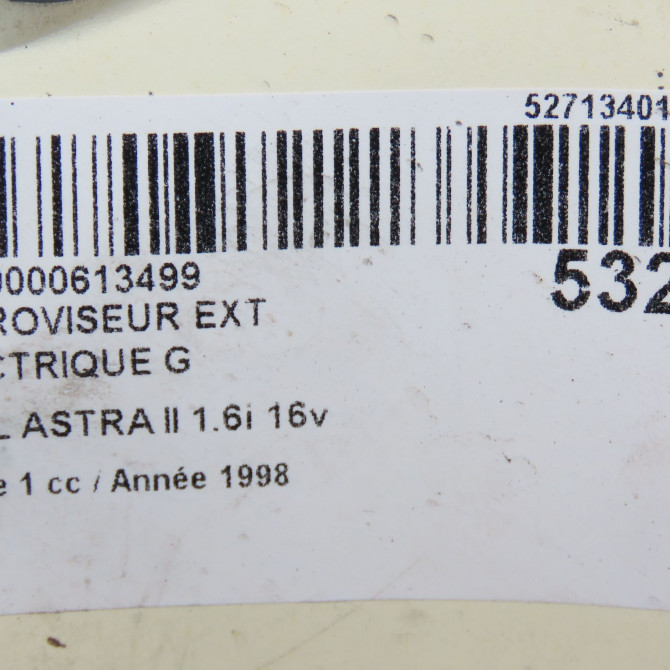 52713401
0000613499
532
ROVISEUR EXT
CTRIQUE G
L ASTRA II 1.6i 16v
e 1 cc / Année 1998